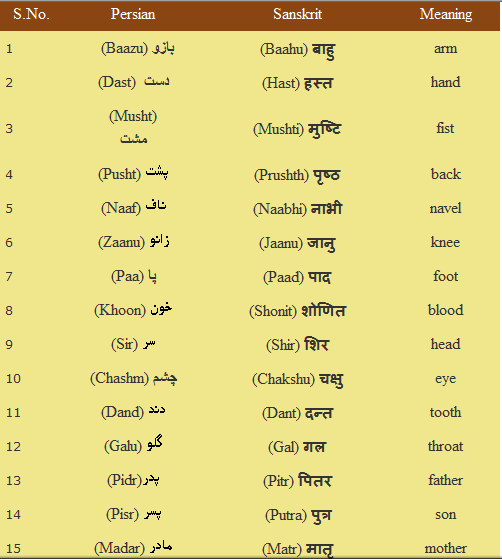 S.No. Persian Sanskrit Meaning
1 (Baazu) بازو (Baahu) बाहु arm
2 (Dast) دست (Hast) हस्त hand
3 (Musht) مشت (Mushti) मुष्टि fist
4 (Pusht) پشت (Prushth) पृष्ठ back
5 (Naaf) ناف (Naabhi) नाभी navel
6 (Zaanu) زانو (Jaanu) जानु knee
7 (Paa) پا (Paad) पाद foot
8 (Khoon) خون (Shonit) शोणित blood
9 (Sir) سر (Shir) शिर head
10 (Chashm) چشم (Chakshu) चक्षु eye
11 (Dand) دند (Dant) दन्त tooth
12 (Galu) گلو (Gal) गल throat
13 (Pidr)پدر (Pitr) पितर father
14 (Pisr) پسر (Putra) पुत्र son
15 (Madar) مادر (Matr) मातृ mother